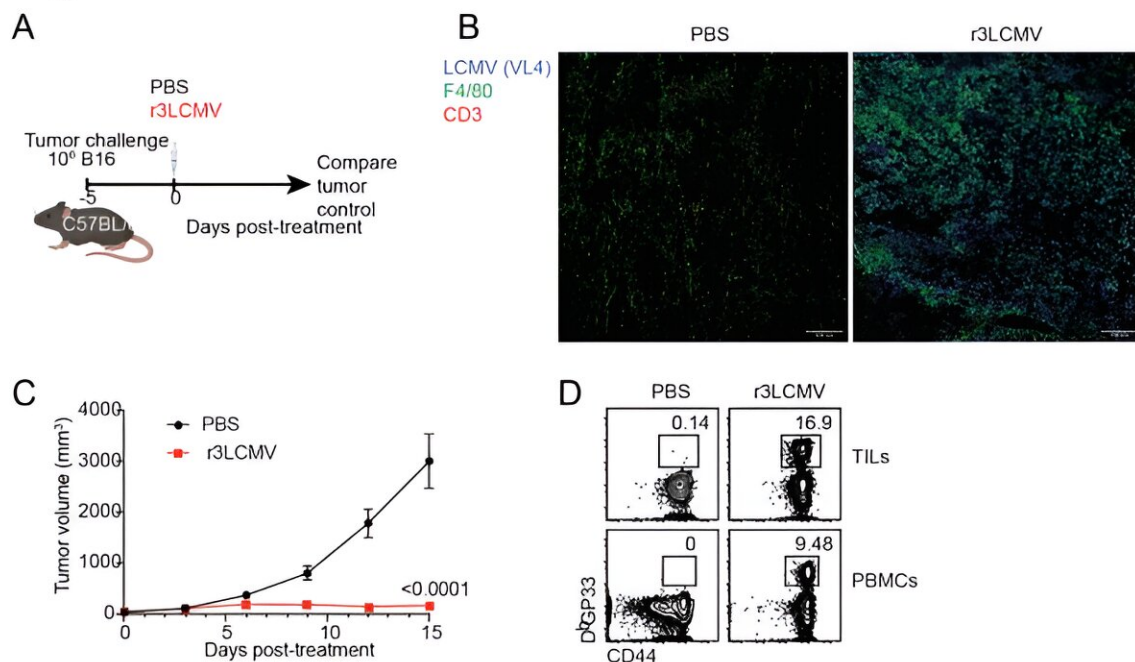 A
PBS
r3LCMV
Tumor challenge
10⁶ B16
-5
0
Compare
tumor
control
Days post-treatment
C57BL/
B
PBS
r3LCMV
LCMV (VL4)
F4/80
CD3
C
Tumor volume (mm³)
4000
3000
2000
1000
0
PBS
r3LCMV
<0.0001
0
5
10
15
Days post-treatment
D
PBS
r3LCMV
0.14
16.9
TILs
0
9.48
PBMCs
DᵇGP33
CD44